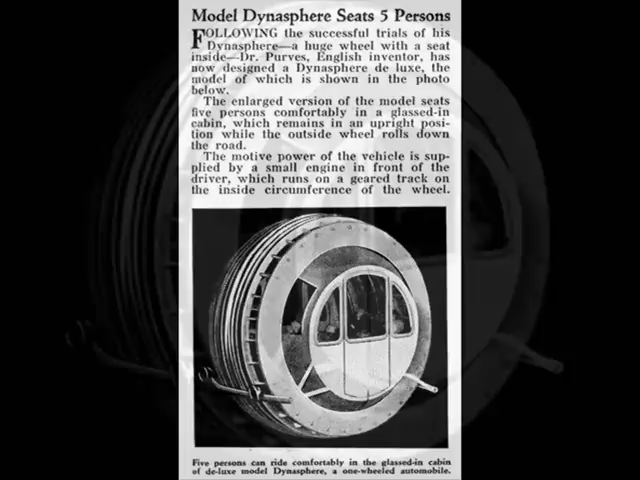 Model Dynasphere Seats 5 Persons
FOLLOWING the successful trials of his
Dynasphere—a huge wheel with a seat
inside—Dr. Purves, English inventor, has
now designed a Dynasphere de luxe, the
model of which is shown in the photo
below.
The enlarged version of the model seats
five persons comfortably in a glassed-in
cabin, which remains in an upright posi-
tion while the outside wheel rolls down
the road.
The motive power of the vehicle is sup-
plied by a small engine in front of the
driver, which runs on a geared track on
the inside circumference of the wheel.
Five persons can ride comfortably in the glassed-in cabin
of de-luxe model Dynasphere, a one-wheeled automobile.